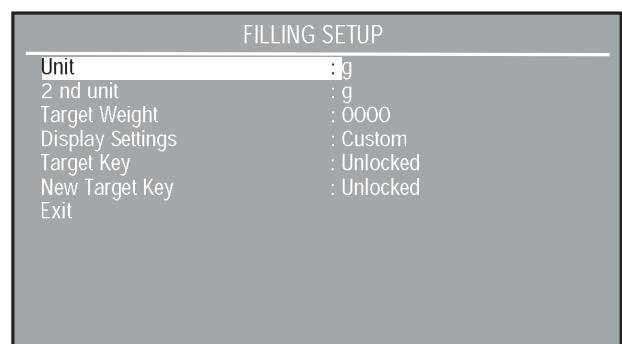 FILLING SETUP
Unit : g
2 nd unit : g
Target Weight : 0000
Display Settings : Custom
Target Key : Unlocked
New Target Key : Unlocked
Exit